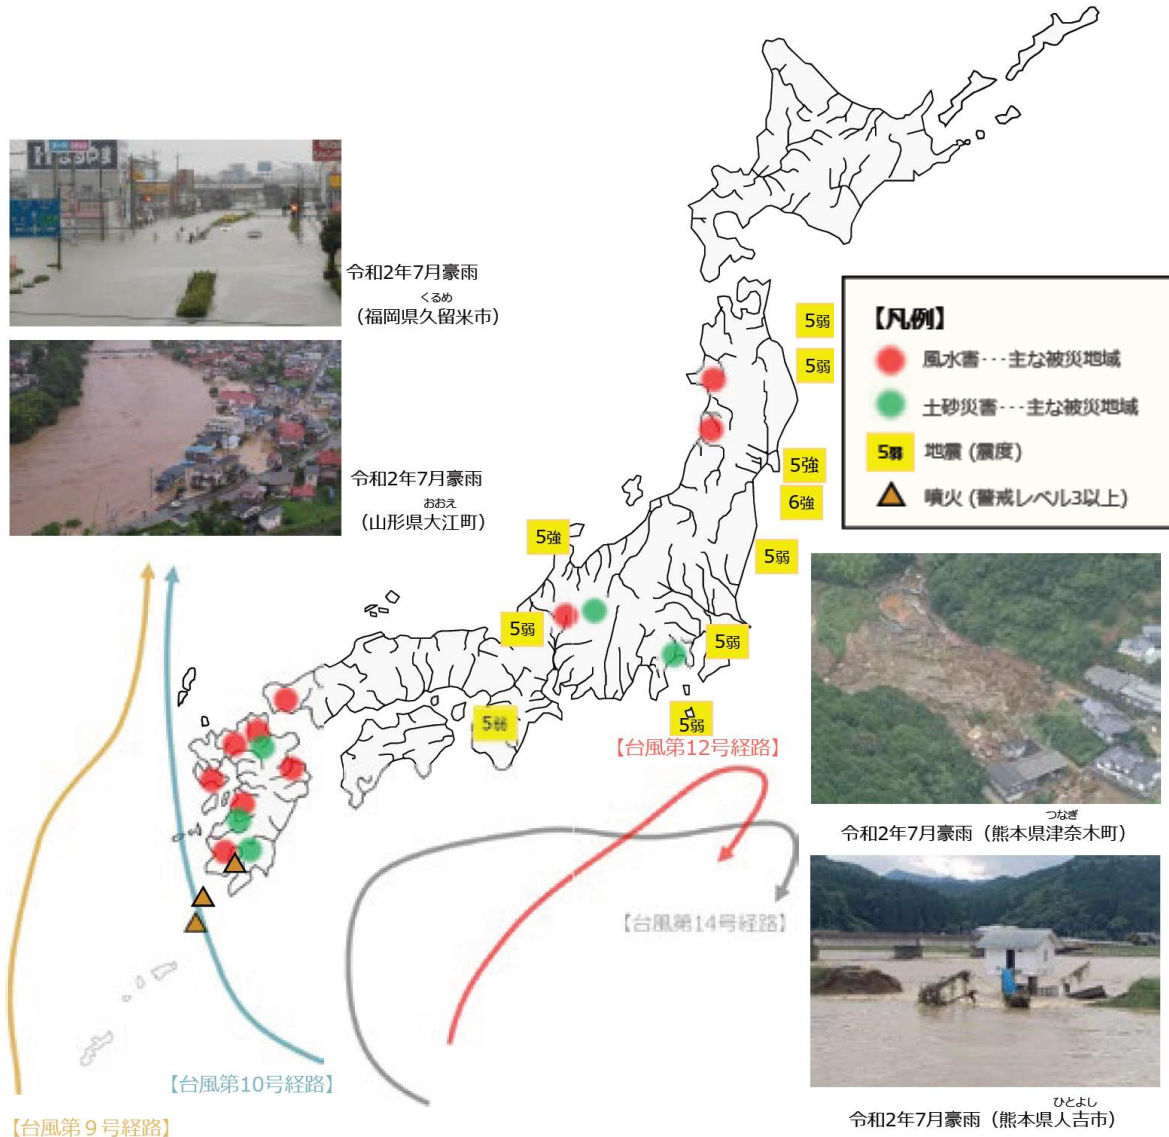 令和2年7月豪雨
くるめ
（福岡県久留米市）
令和2年7月豪雨
おおえ
（山形県大江町）
【凡例】
風水害･･･主な被災地域
土砂災害･･･主な被災地域
5弱 地震 (震度)
噴火 (警戒レベル3以上)
5弱
5弱
5強
6強
5強
5弱
5弱
5弱
5弱
5弱
【台風第12号経路】
【台風第14号経路】
【台風第10号経路】
【台風第９号経路】
つなぎ
令和2年7月豪雨（熊本県津奈木町）
ひとよし
令和2年7月豪雨（熊本県人吉市）